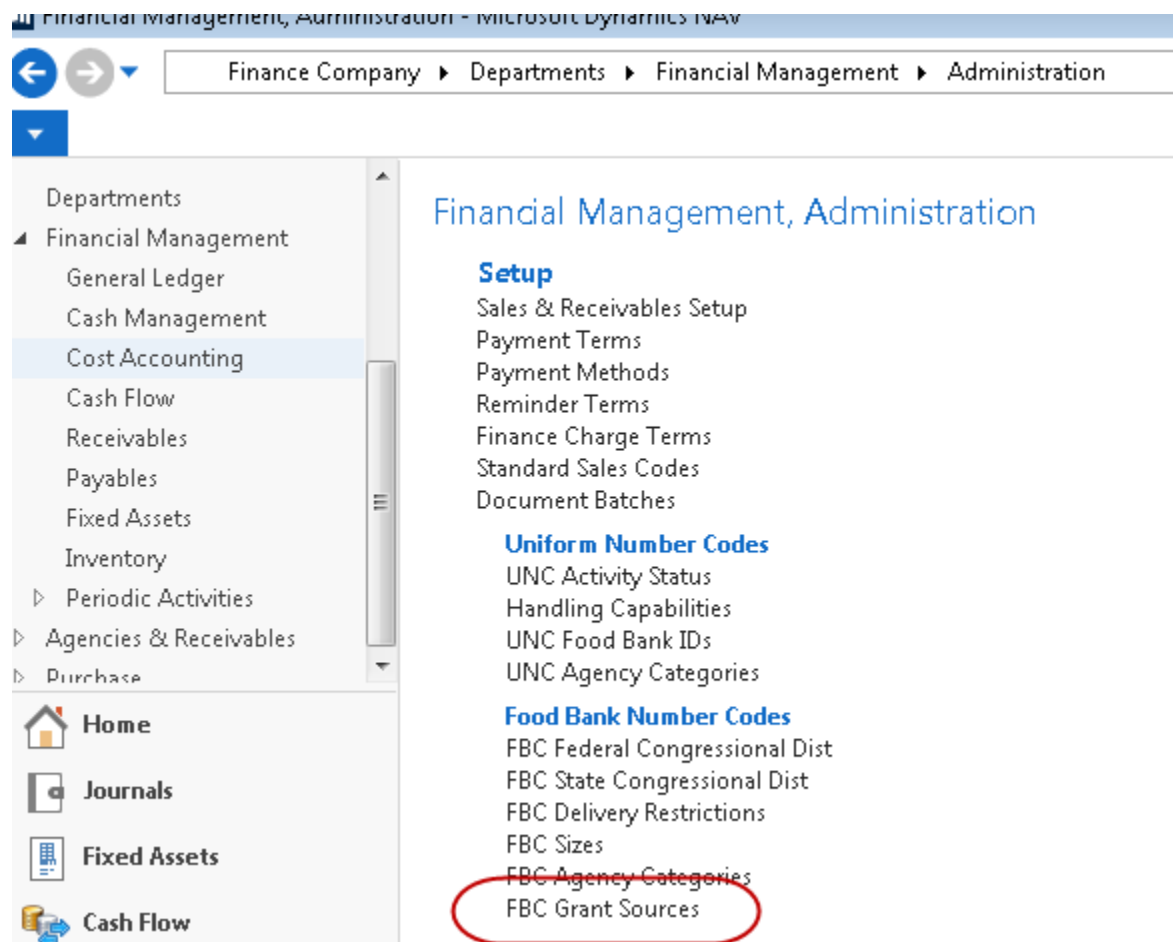 Financial Management, Administration - Microsoft Dynamics NAV
Finance Company ▸ Departments ▸ Financial Management ▸ Administration
Departments
Financial Management
General Ledger
Cash Management
Cost Accounting
Cash Flow
Receivables
Payables
Fixed Assets
Inventory
Periodic Activities
Agencies & Receivables
Purchase
Home
Journals
Fixed Assets
Cash Flow
Financial Management, Administration
Setup
Sales & Receivables Setup
Payment Terms
Payment Methods
Reminder Terms
Finance Charge Terms
Standard Sales Codes
Document Batches
Uniform Number Codes
UNC Activity Status
Handling Capabilities
UNC Food Bank IDs
UNC Agency Categories
Food Bank Number Codes
FBC Federal Congressional Dist
FBC State Congressional Dist
FBC Delivery Restrictions
FBC Sizes
FBC Agency Categories
FBC Grant Sources